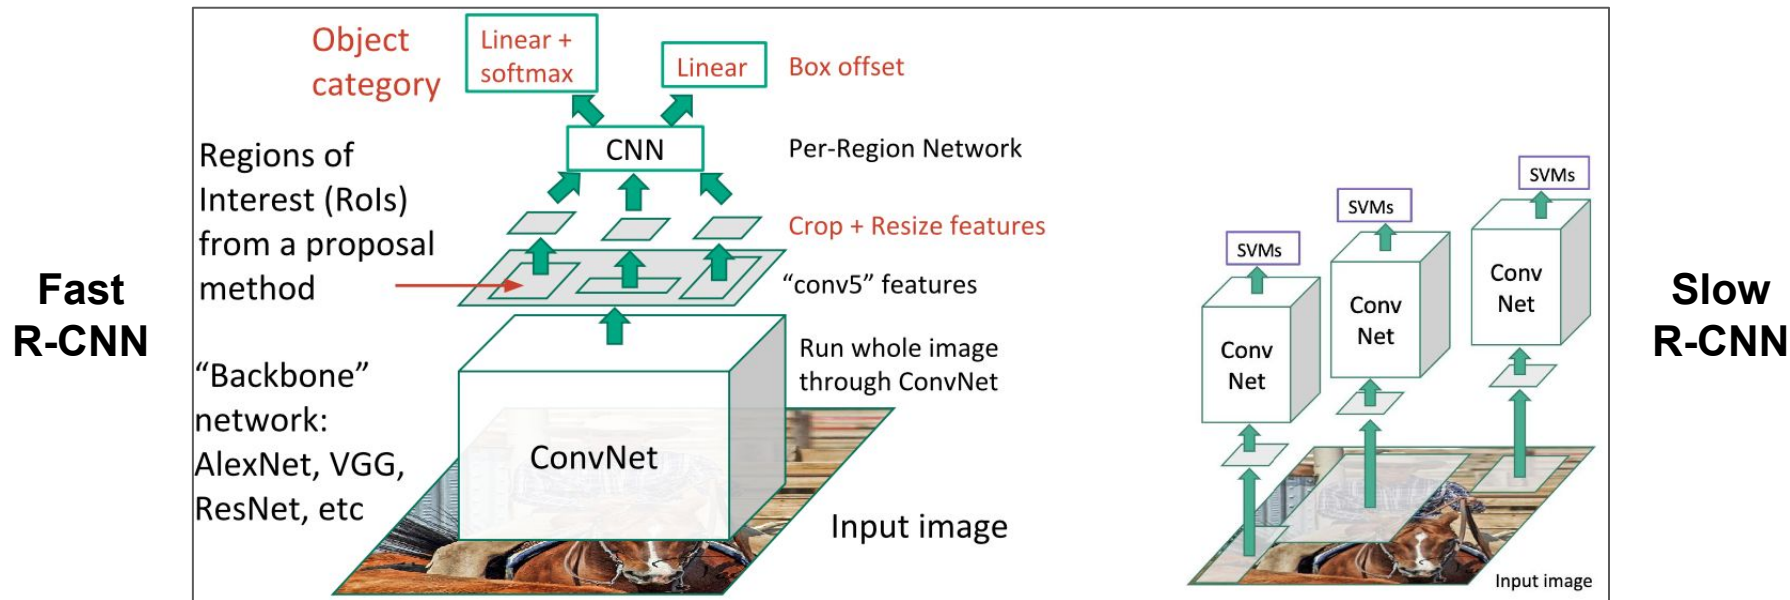 Fast
R-CNN
Object
category
Linear +
softmax
Linear
Box offset
CNN
Per-Region Network
Regions of
Interest (RoIs)
from a proposal
method
Crop + Resize features
“conv5” features
Run whole image
through ConvNet
“Backbone”
network:
AlexNet, VGG,
ResNet, etc
ConvNet
Input image
SVMs
SVMs
SVMs
Conv
Net
Conv
Net
Conv
Net
Input image
Slow
R-CNN